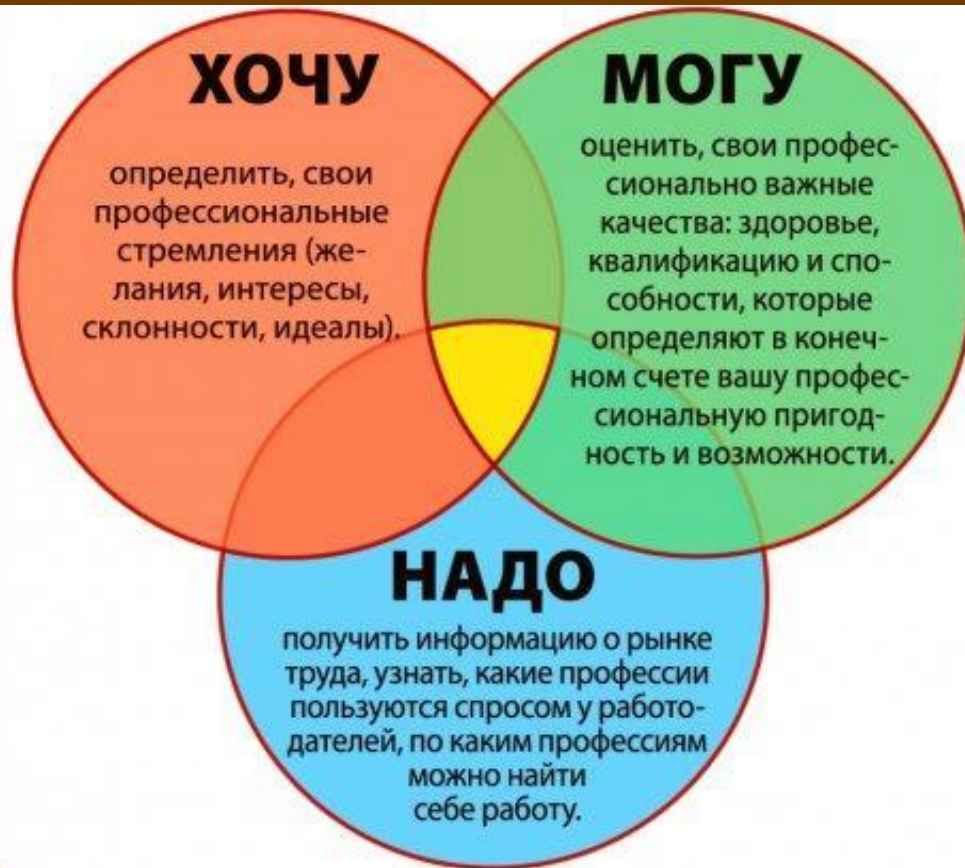 ХОЧУ
определить, свои
профессиональные
стремления (же-
лания, интересы,
склонности, идеалы).
МОГУ
оценить, свои профес-
сионально важные
качества: здоровье,
квалификацию и спо-
собности, которые
определяют в конеч-
ном счете вашу профес-
сиональную пригод-
ность и возможности.
НАДО
получить информацию о рынке
труда, узнать, какие профессии
пользуются спросом у работо-
дателей, по каким профессиям
можно найти
себе работу.